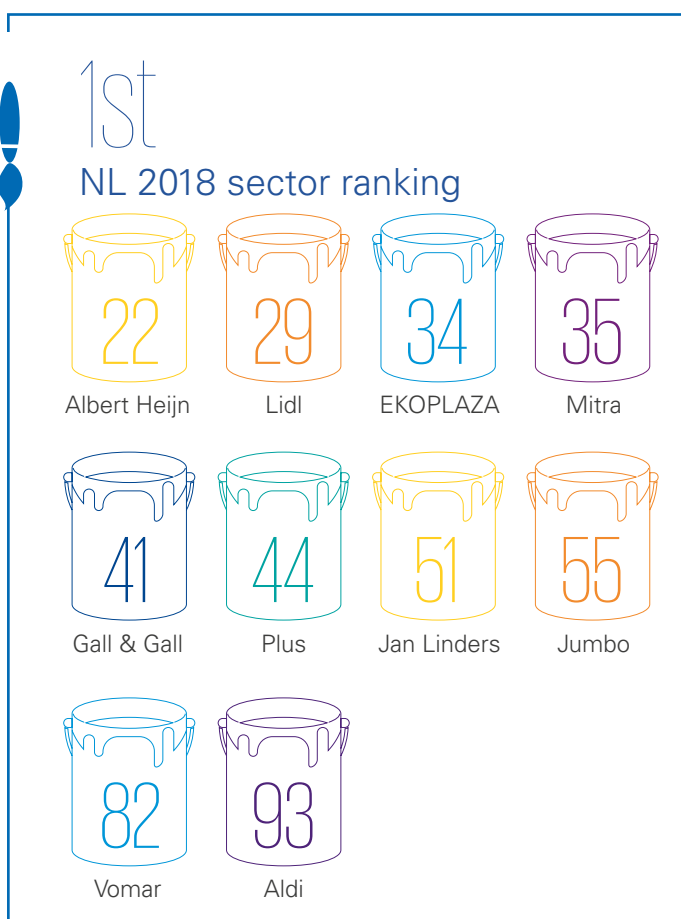 1st
NL 2018 sector ranking
22 29 34 35
Albert Heijn Lidl EKOPLAZA Mitra
41 44 51 55
Gall & Gall Plus Jan Linders Jumbo
82 93
Vomar Aldi